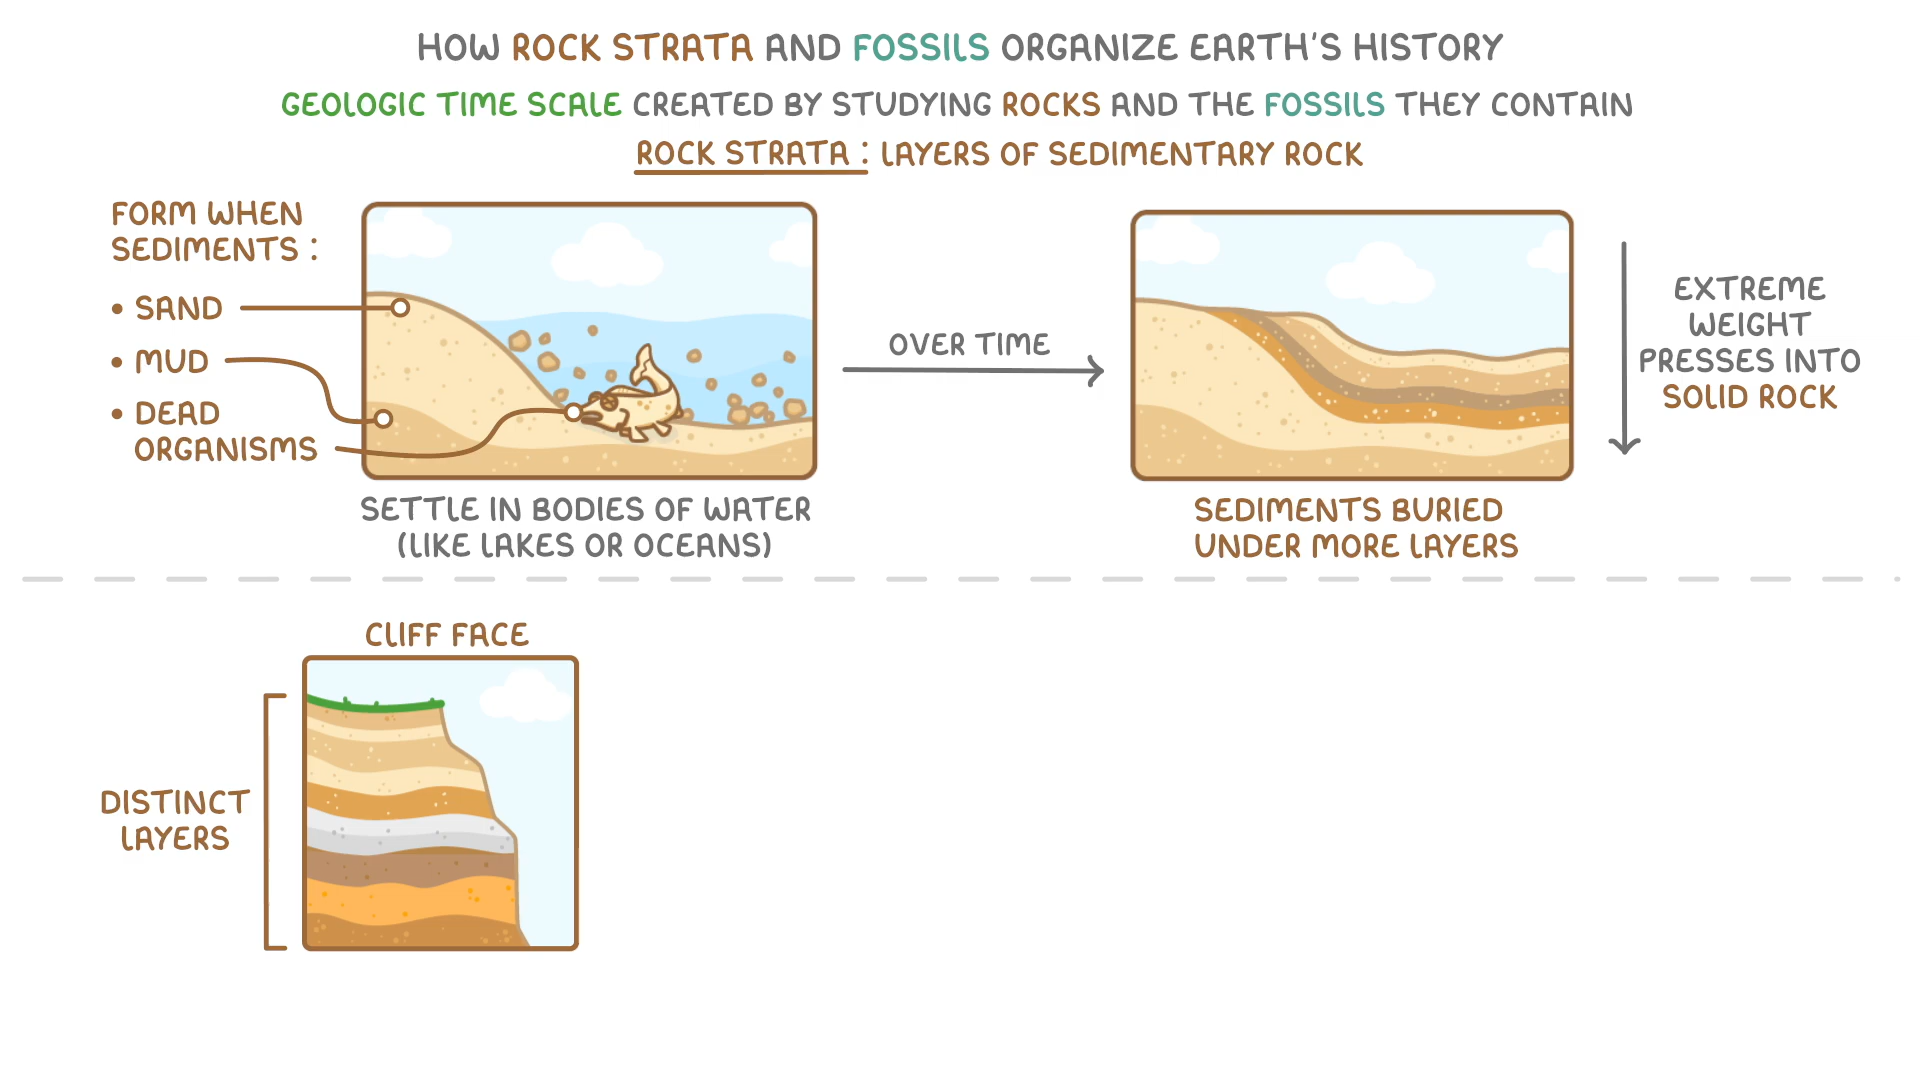 HOW ROCK STRATA AND FOSSILS ORGANIZE EARTH'S HISTORY
GEOLOGIC TIME SCALE CREATED BY STUDYING ROCKS AND THE FOSSILS THEY CONTAIN
ROCK STRATA : LAYERS OF SEDIMENTARY ROCK
FORM WHEN
SEDIMENTS :
• SAND
• MUD
• DEAD
ORGANISMS
SETTLE IN BODIES OF WATER
(LIKE LAKES OR OCEANS)
OVER TIME
SEDIMENTS BURIED
UNDER MORE LAYERS
EXTREME
WEIGHT
PRESSES INTO
SOLID ROCK
CLIFF FACE
DISTINCT
LAYERS